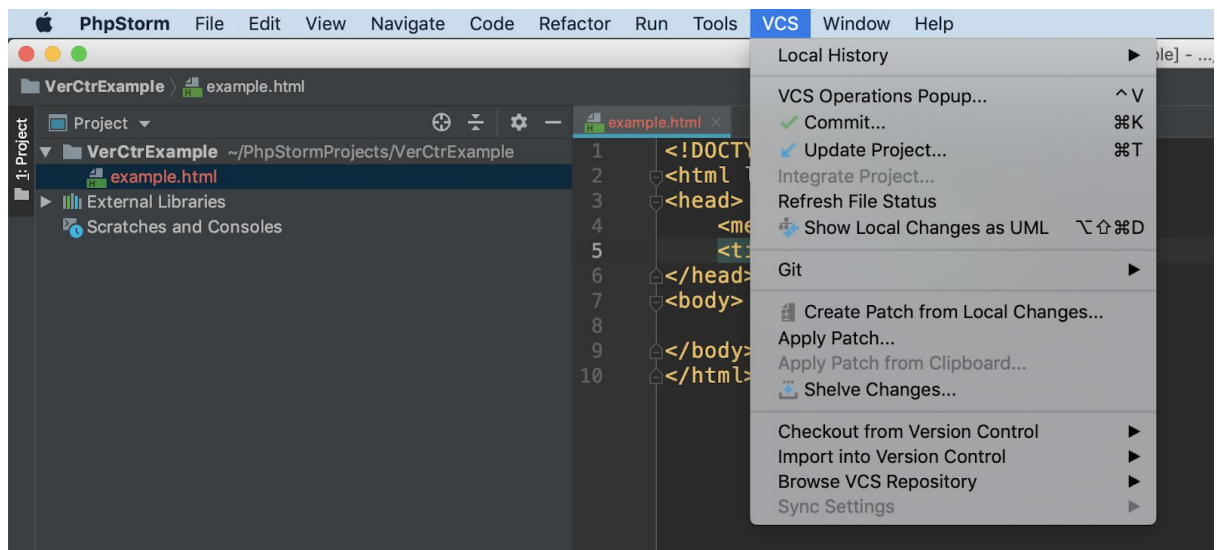 PhpStorm File Edit View Navigate Code Refactor Run Tools VCS Window Help
ple] - ...
VerCtrExample example.html
1: Project
Project
VerCtrExample ~/PhpStormProjects/VerCtrExample
example.html
External Libraries
Scratches and Consoles
example.html
1 <!DOCTY
2 <html l
3 <head>
4 <me
5 <ti
6 </head>
7 <body>
8
9 </body>
10 </html>
Local History
VCS Operations Popup... ^V
Commit... ⌘K
Update Project... ⌘T
Integrate Project...
Refresh File Status
Show Local Changes as UML ⌥⇧⌘D
Git
Create Patch from Local Changes...
Apply Patch...
Apply Patch from Clipboard...
Shelve Changes...
Checkout from Version Control
Import into Version Control
Browse VCS Repository
Sync Settings